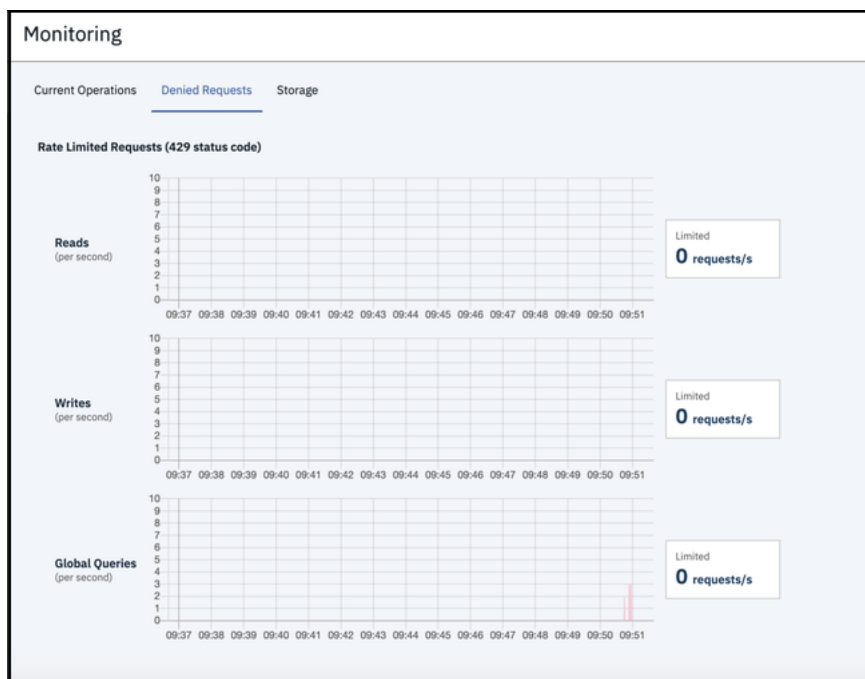 Monitoring
Current Operations Denied Requests Storage
Rate Limited Requests (429 status code)
10
9
8
7
6
5
4
3
2
1
0
Reads
(per second)
09:37 09:38 09:39 09:40 09:41 09:42 09:43 09:44 09:45 09:46 09:47 09:48 09:49 09:50 09:51
Limited
0 requests/s
10
9
8
7
6
5
4
3
2
1
0
Writes
(per second)
09:37 09:38 09:39 09:40 09:41 09:42 09:43 09:44 09:45 09:46 09:47 09:48 09:49 09:50 09:51
Limited
0 requests/s
10
9
8
7
6
5
4
3
2
1
0
Global Queries
(per second)
09:37 09:38 09:39 09:40 09:41 09:42 09:43 09:44 09:45 09:46 09:47 09:48 09:49 09:50 09:51
Limited
0 requests/s